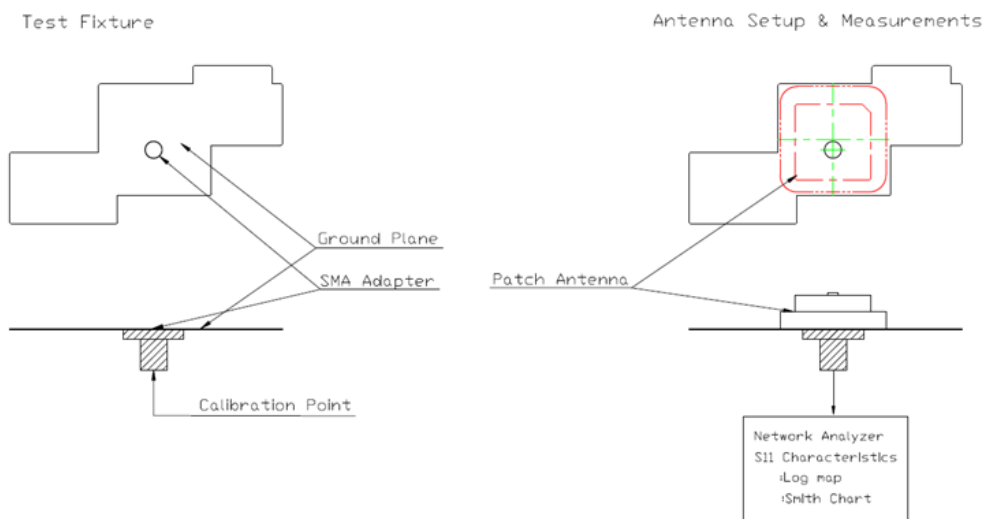 Test Fixture
Antenna Setup & Measurements
Ground Plane
SMA Adapter
Patch Antenna
Calibration Point
Network Analyzer
S11 Characteristics
:Log map
:Smith Chart